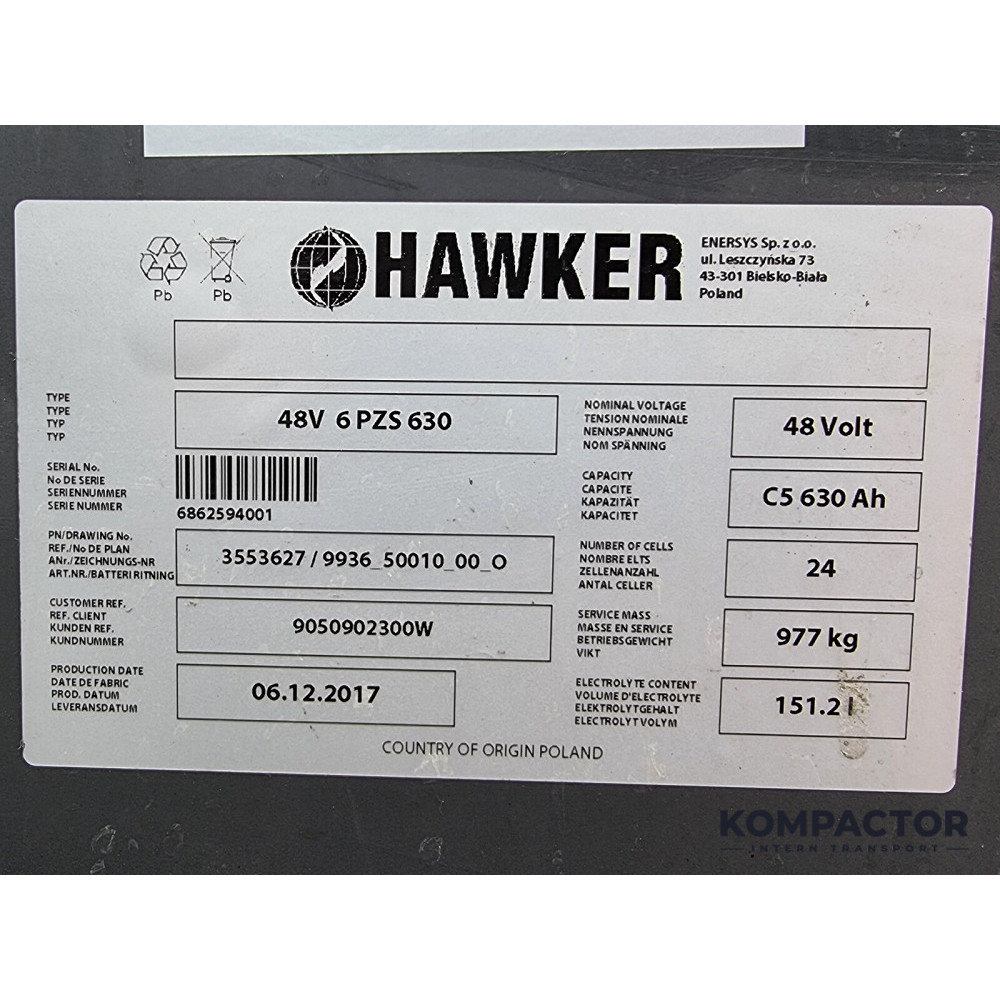 Pb
Pb
HAWKER
ENERSYS Sp. z o.o.
ul. Leszczyńska 73
43-301 Bielsko-Biała
Poland
TYPE
TYPE
TYP
TYP
48V 6 PZS 630
SERIAL No.
No DE SERIE
SERIENNUMMER
SERIE NUMMER
6862594001
PN/DRAWING No.
REF./No DE PLAN
ANr./ZEICHNUNGS-NR
ART.NR./BATTERI RITNING
3553627 / 9936_50010_00_O
CUSTOMER REF.
REF. CLIENT
KUNDEN REF.
KUNDNUMMER
9050902300W
PRODUCTION DATE
DATE DE FABRIC
PROD. DATUM
LEVERANSDATUM
06.12.2017
NOMINAL VOLTAGE
TENSION NOMINALE
NENNSPANNUNG
NOM SPÄNNING
48 Volt
CAPACITY
CAPACITE
KAPAZITÄT
KAPACITET
C5 630 Ah
NUMBER OF CELLS
NOMBRE ELTS
ZELLENANZAHL
ANTAL CELLER
24
SERVICE MASS
MASSE EN SERVICE
BETRIEBSGEWICHT
VIKT
977 kg
ELECTROLYTE CONTENT
VOLUME D'ELECTROLYTE
ELEKTROLYTGEHALT
ELECTROLYT VOLYM
151.2 l
COUNTRY OF ORIGIN POLAND
KOMPACTOR
INTERN TRANSPORT